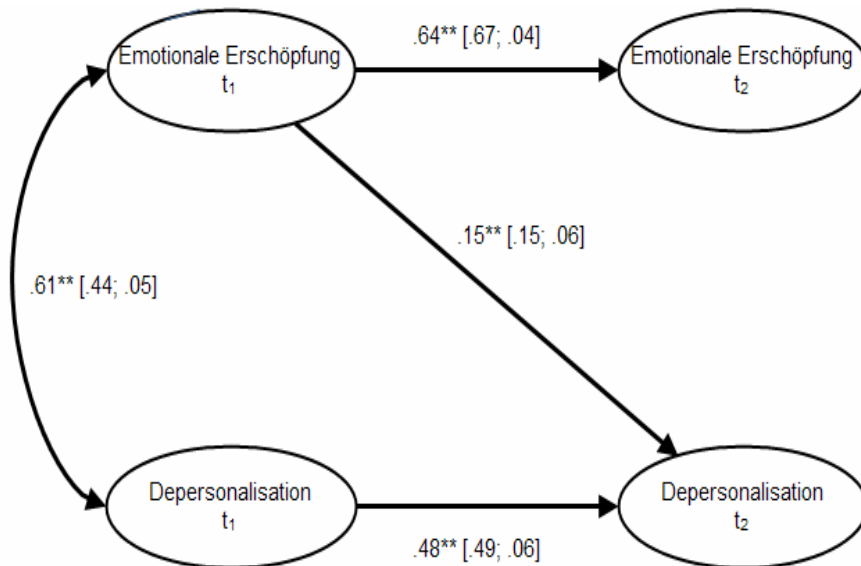 .64** [.67; .04]
Emotionale Erschöpfung
t₁
Emotionale Erschöpfung
t₂
.15** [.15; .06]
.61** [.44; .05]
Depersonalisation
t₁
Depersonalisation
t₂
.48** [.49; .06]